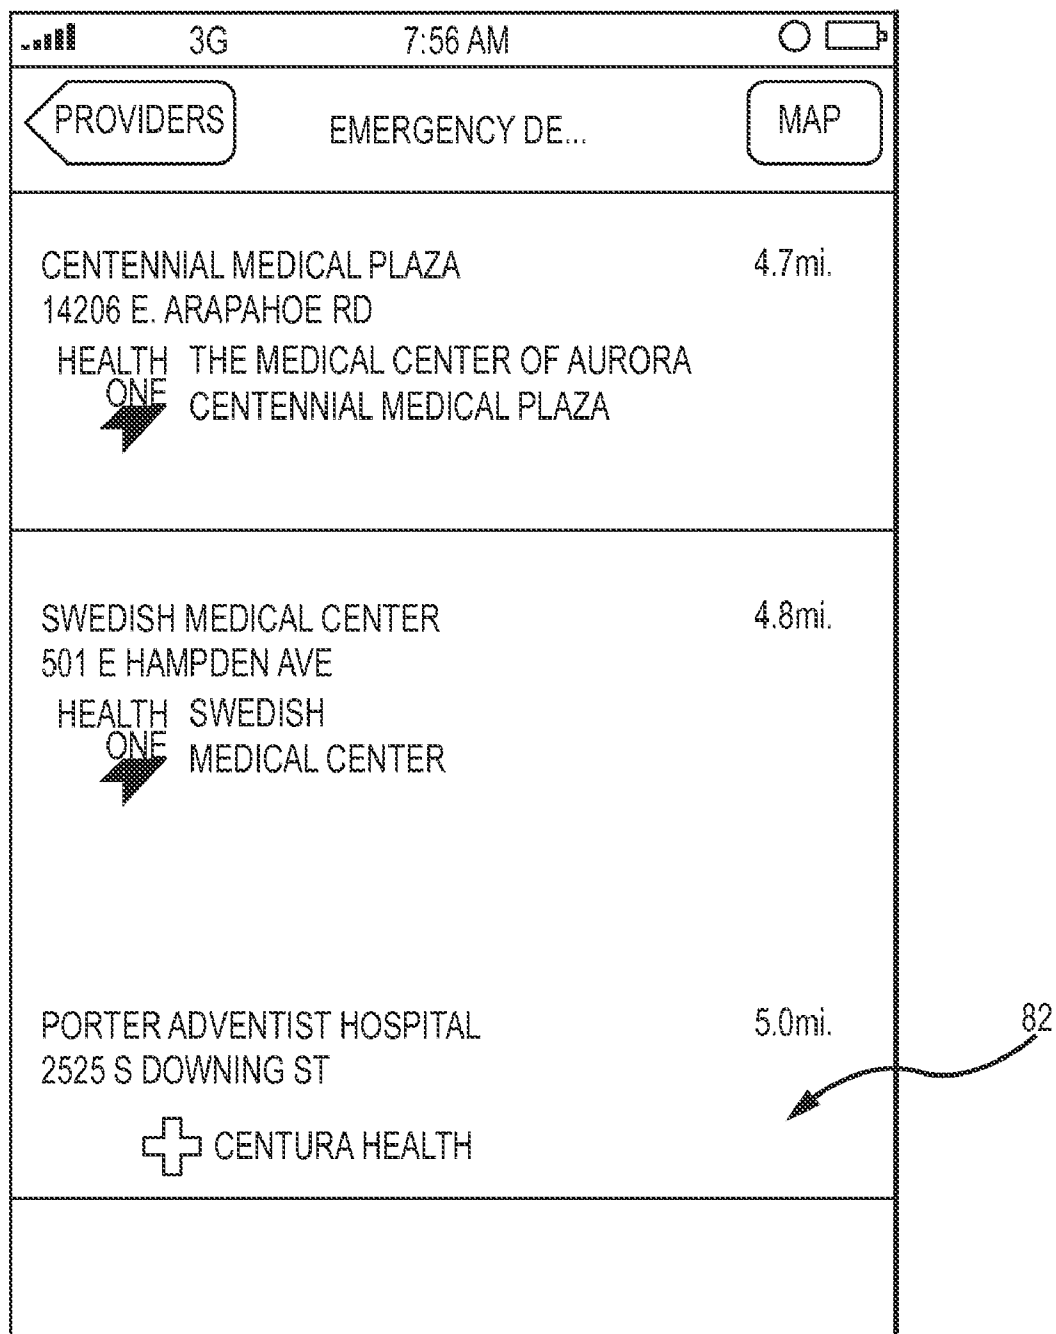 3G 7:56 AM
PROVIDERS EMERGENCY DE... MAP
CENTENNIAL MEDICAL PLAZA 4.7mi.
14206 E. ARAPAHOE RD
HEALTH THE MEDICAL CENTER OF AURORA
ONE CENTENNIAL MEDICAL PLAZA
SWEDISH MEDICAL CENTER 4.8mi.
501 E HAMPDEN AVE
HEALTH SWEDISH
ONE MEDICAL CENTER
PORTER ADVENTIST HOSPITAL 5.0mi. 82
2525 S DOWNING ST
CENTURA HEALTH